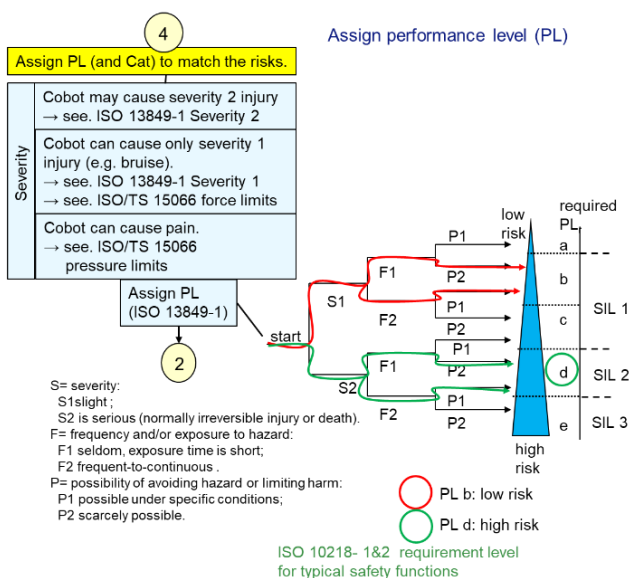 4
Assign performance level (PL)
Assign PL (and Cat) to match the risks.
Severity
Cobot may cause severity 2 injury
→ see. ISO 13849-1 Severity 2
Cobot can cause only severity 1
injury (e.g. bruise).
→ see. ISO 13849-1 Severity 1
→ see. ISO/TS 15066 force limits
Cobot can cause pain.
→ see. ISO/TS 15066
pressure limits
Assign PL
(ISO 13849-1)
2
start
S1
S2
F1
F2
F1
F2
P1
P2
P1
P2
P1
P2
P1
P2
low
risk
high
risk
required
PL
a
b
c
d
e
SIL 1
SIL 2
SIL 3
S= severity:
S1slight ;
S2 is serious (normally irreversible injury or death).
F= frequency and/or exposure to hazard:
F1 seldom, exposure time is short;
F2 frequent-to-continuous .
P= possibility of avoiding hazard or limiting harm:
P1 possible under specific conditions;
P2 scarcely possible.
PL b: low risk
PL d: high risk
ISO 10218- 1&2 requirement level
for typical safety functions